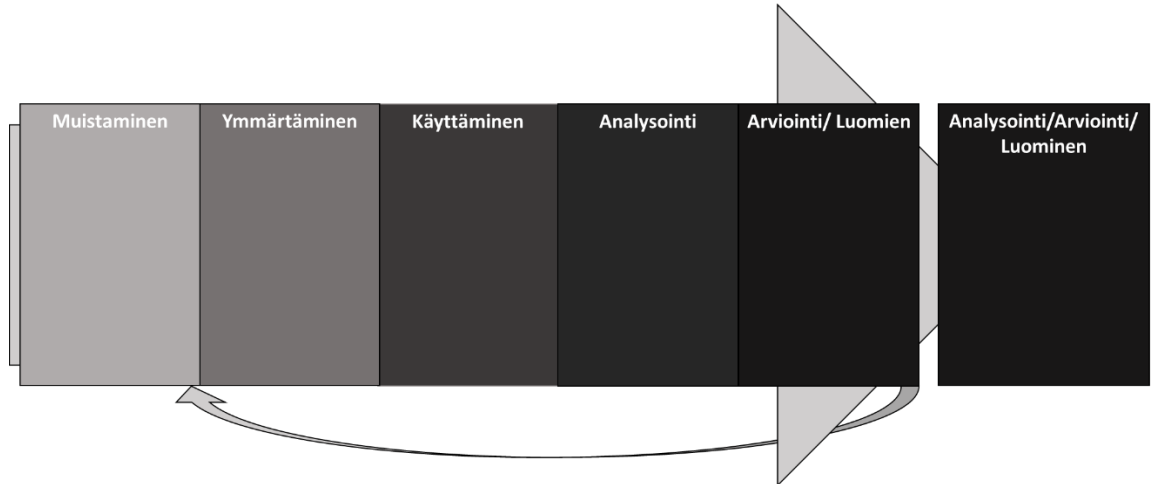 Muistaminen
Ymmärtäminen
Käyttäminen
Analysointi
Arviointi/ Luomien
Analysointi/Arviointi/
Luominen